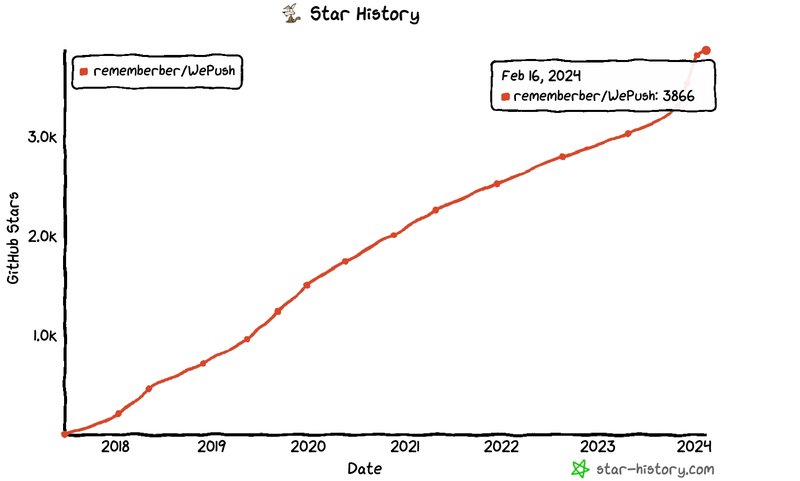 Star History
rememberber/WePush
Feb 16, 2024
rememberber/WePush: 3866
GitHub Stars
3.0k
2.0k
1.0k
2018 2019 2020 2021 2022 2023 2024
Date
star-history.com